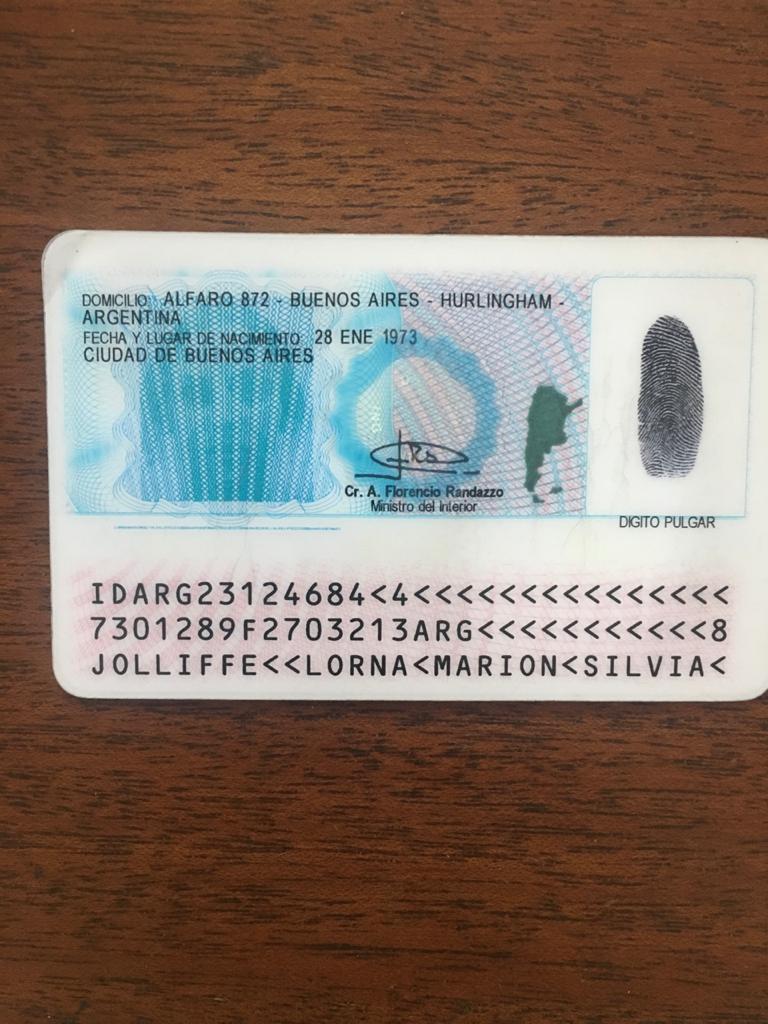 DOMICILIO: ALFARO 872 - BUENOS AIRES - HURLINGHAM -
ARGENTINA
FECHA Y LUGAR DE NACIMIENTO: 28 ENE 1973
CIUDAD DE BUENOS AIRES
Cr. A. Florencio Randazzo
Ministro del Interior
DIGITO PULGAR
IDARG23124684<4<<<<<<<<<<<<<<<
7301289F2703213ARG<<<<<<<<<<<8
JOLLIFFE<<LORNA<MARION<SILVIA<